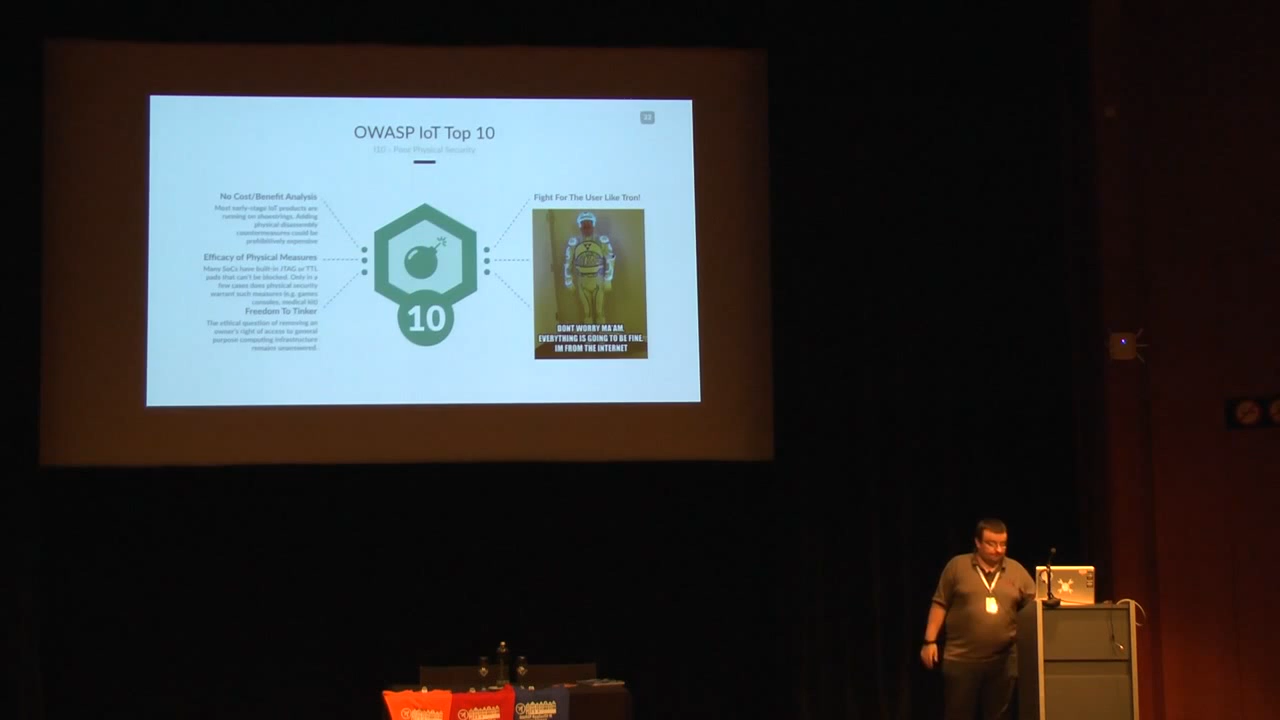 32
OWASP IoT Top 10
I10 - Poor Physical Security
No Cost/Benefit Analysis
Most early-stage IoT products are
running on shoestrings. Adding
physical disassembly
countermeasures could be
prohibitively expensive
Efficacy of Physical Measures
Many SoCs have built-in JTAG or TTL
pads that can't be blocked. Only in a
few cases does physical security
warrant such measures (e.g. games
consoles, medical kit)
Freedom To Tinker
The ethical question of removing an
owner's right of access to general
purpose computing infrastructure
remains unanswered.
10
Fight For The User Like Tron!
DONT WORRY MA'AM
EVERYTHING IS GOING TO BE FINE.
IM FROM THE INTERNET